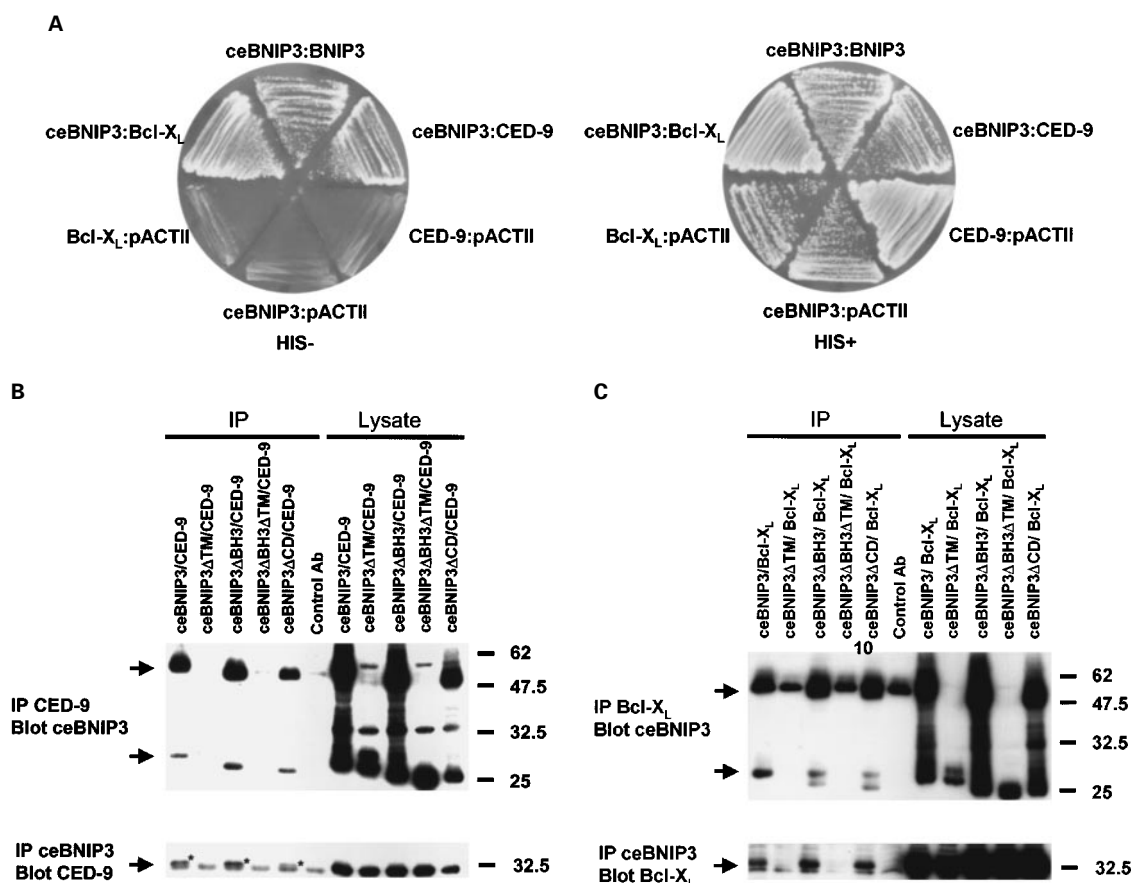 A
ceBNIP3:BNIP3
ceBNIP3:Bcl-XL
ceBNIP3:CED-9
Bcl-XL:pACTII
CED-9:pACTII
ceBNIP3:pACTII
HIS-
ceBNIP3:BNIP3
ceBNIP3:Bcl-XL
ceBNIP3:CED-9
Bcl-XL:pACTII
CED-9:pACTII
ceBNIP3:pACTII
HIS+
B
IP
Lysate
ceBNIP3/CED-9
ceBNIP3ΔTM/CED-9
ceBNIP3ΔBH3/CED-9
ceBNIP3ΔBH3ΔTM/CED-9
ceBNIP3ΔCD/CED-9
Control Ab
ceBNIP3/CED-9
ceBNIP3ΔTM/CED-9
ceBNIP3ΔBH3/CED-9
ceBNIP3ΔBH3ΔTM/CED-9
ceBNIP3ΔCD/CED-9
IP CED-9
Blot ceBNIP3
62
47.5
32.5
25
IP ceBNIP3
Blot CED-9
* * *
32.5
C
IP
Lysate
ceBNIP3/Bcl-XL
ceBNIP3ΔTM/ Bcl-XL
ceBNIP3ΔBH3/ Bcl-XL
ceBNIP3ΔBH3ΔTM/ Bcl-XL
ceBNIP3ΔCD/ Bcl-XL
Control Ab
ceBNIP3/ Bcl-XL
ceBNIP3ΔTM/ Bcl-XL
ceBNIP3ΔBH3/ Bcl-XL
ceBNIP3ΔBH3ΔTM/ Bcl-XL
ceBNIP3ΔCD/ Bcl-XL
10
IP Bcl-XL
Blot ceBNIP3
62
47.5
32.5
25
IP ceBNIP3
Blot Bcl-XL
32.5